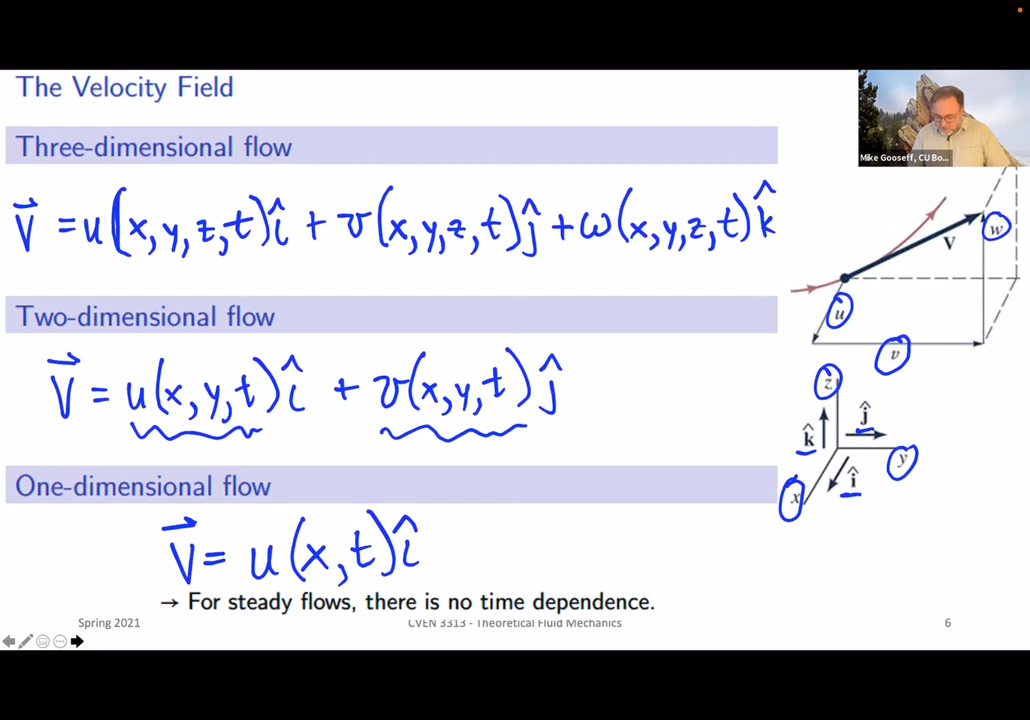 The Velocity Field
Three-dimensional flow
V⃗ = u(x, y, z, t)î + v(x, y, z, t)ĵ + ω(x, y, z, t)k̂
Two-dimensional flow
V⃗ = u(x, y, t)î + v(x, y, t)ĵ
One-dimensional flow
V⃗ = u(x, t)î
→ For steady flows, there is no time dependence.
Spring 2021
CVEN 3313 - Theoretical Fluid Mechanics
6
Mike Gooseff, CU Bo...
w
V
u
v
z
ĵ
k̂
y
î
x